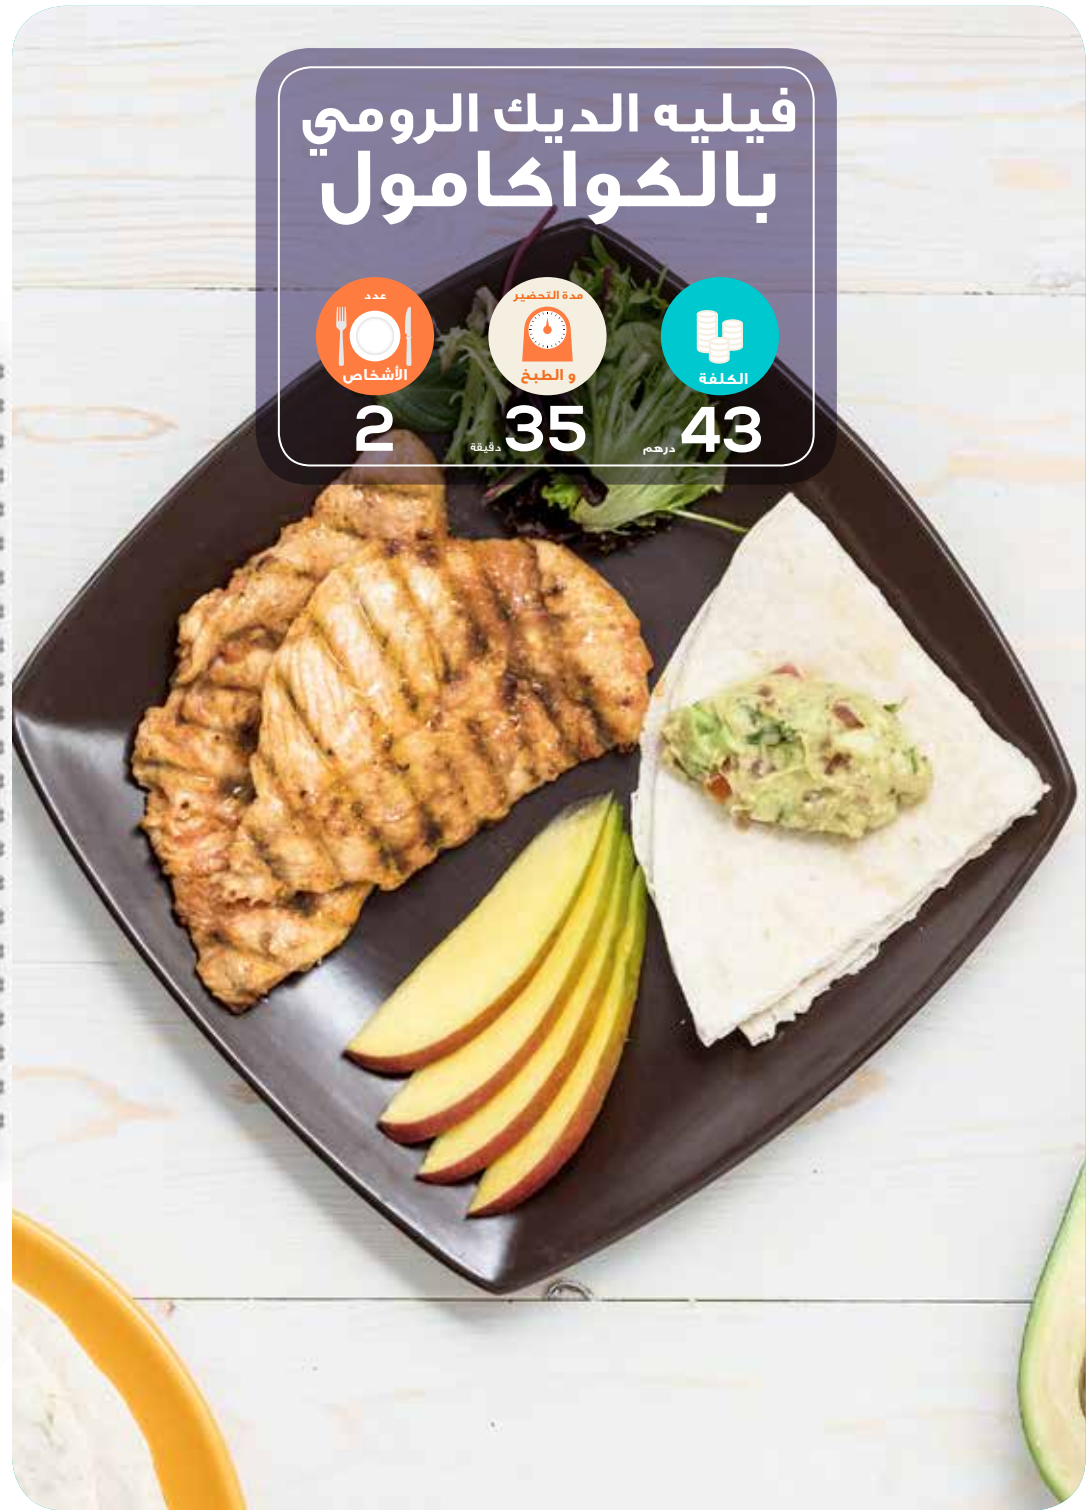 فيليه الديك الرومي
بالكواكامول
الكلفة
43 درهم
مدة التحضير
و الطبخ
35 دقيقة
عدد
الأشخاص
2